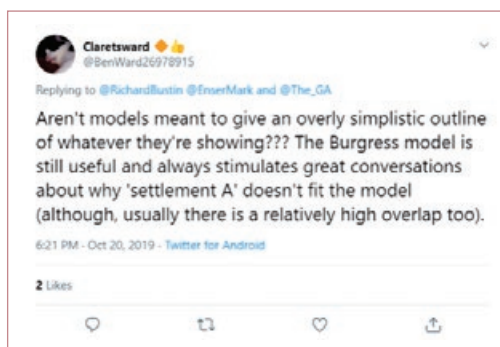 Claretsward 🔶👍
@BenWard26978915
Replying to @RichardBustin @EnserMark and @The_GA
Aren't models meant to give an overly simplistic outline
of whatever they're showing??? The Burgress model is
still useful and always stimulates great conversations
about why 'settlement A' doesn't fit the model
(although, usually there is a relatively high overlap too).
6:21 PM - Oct 20, 2019 - Twitter for Android
2 Likes